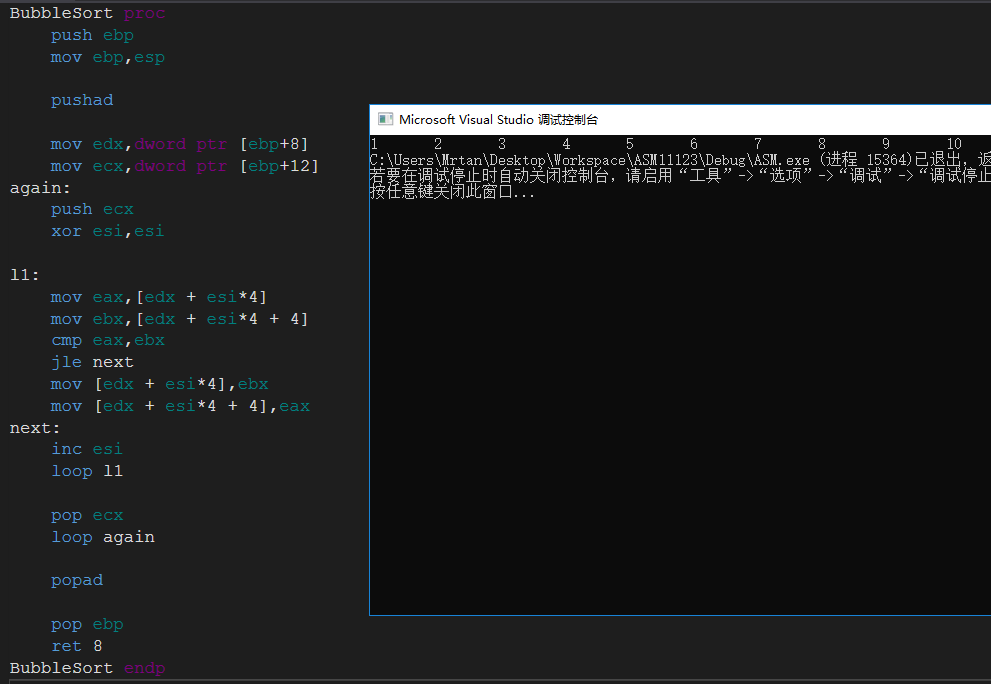 BubbleSort proc
push ebp
mov ebp,esp
pushad
mov edx,dword ptr [ebp+8]
mov ecx,dword ptr [ebp+12]
again:
push ecx
xor esi,esi
l1:
mov eax,[edx + esi*4]
mov ebx,[edx + esi*4 + 4]
cmp eax,ebx
jle next
mov [edx + esi*4],ebx
mov [edx + esi*4 + 4],eax
next:
inc esi
loop l1
pop ecx
loop again
popad
pop ebp
ret 8
BubbleSort endp
Microsoft Visual Studio 调试控制台
1 2 3 4 5 6 7 8 9 10
C:\Users\Mrtan\Desktop\Workspace\ASM11123\Debug\ASM.exe (进程 15364)已退出，返
若要在调试停止时自动关闭控制台，请启用“工具”->“选项”->“调试”->“调试停止
按任意键关闭此窗口...